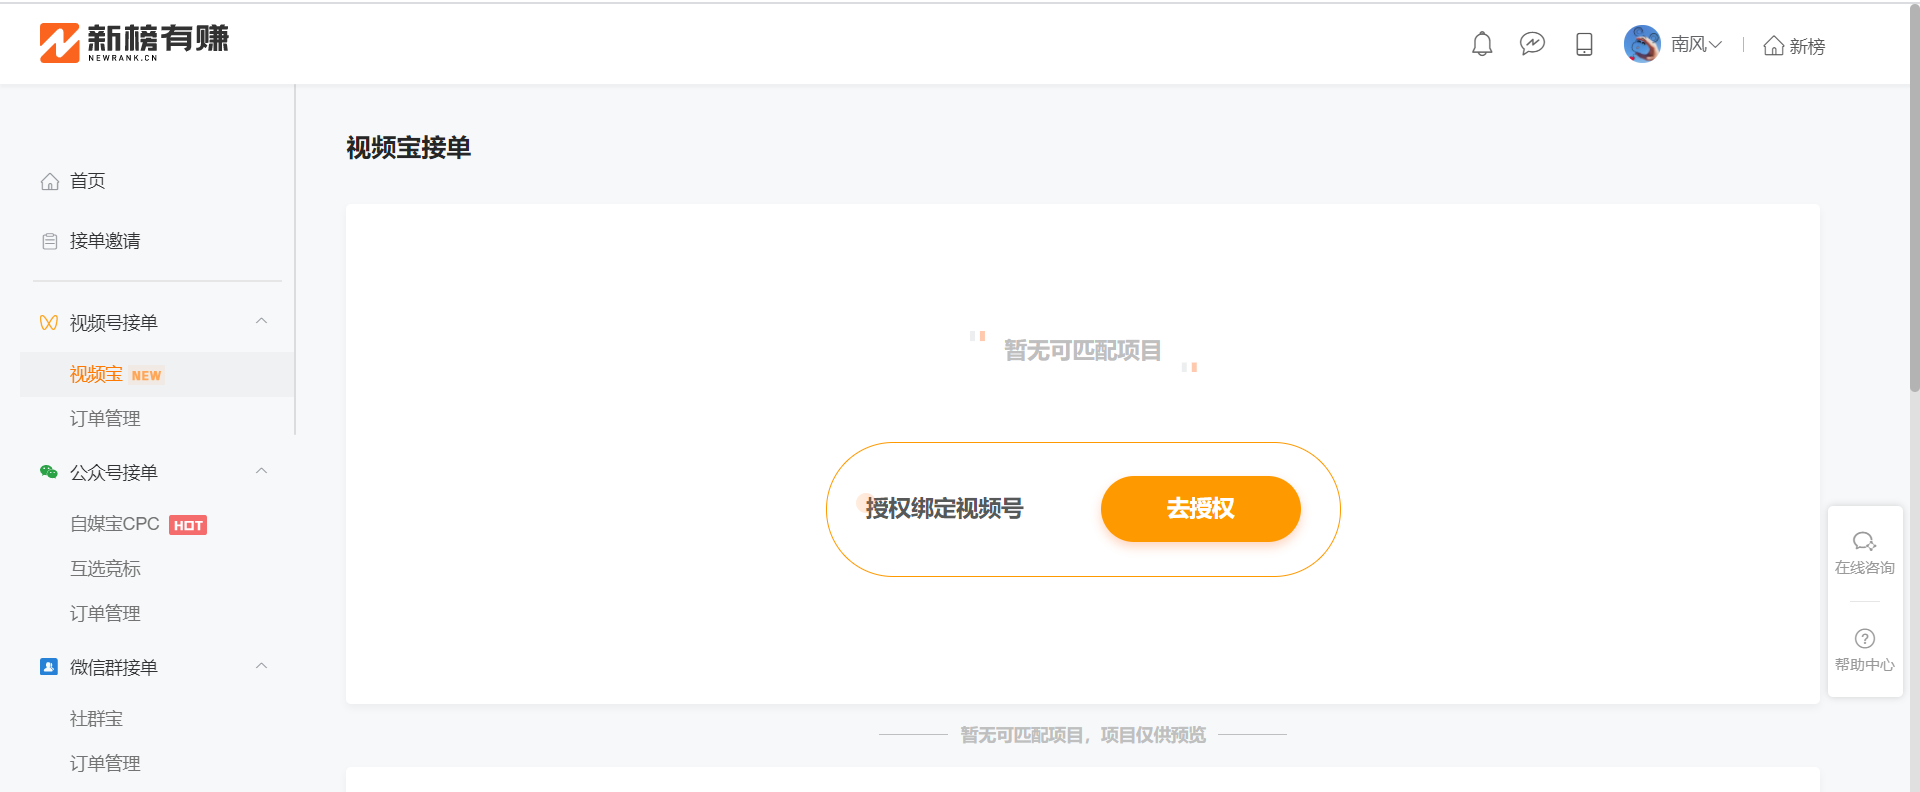 新榜有赚
NEWRANK.CN
南风
新榜
首页
接单邀请
视频号接单
视频宝 NEW
订单管理
公众号接单
自媒宝CPC HOT
互选竞标
订单管理
微信群接单
社群宝
订单管理
视频宝接单
暂无可匹配项目
授权绑定视频号
去授权
暂无可匹配项目，项目仅供预览
在线咨询
帮助中心